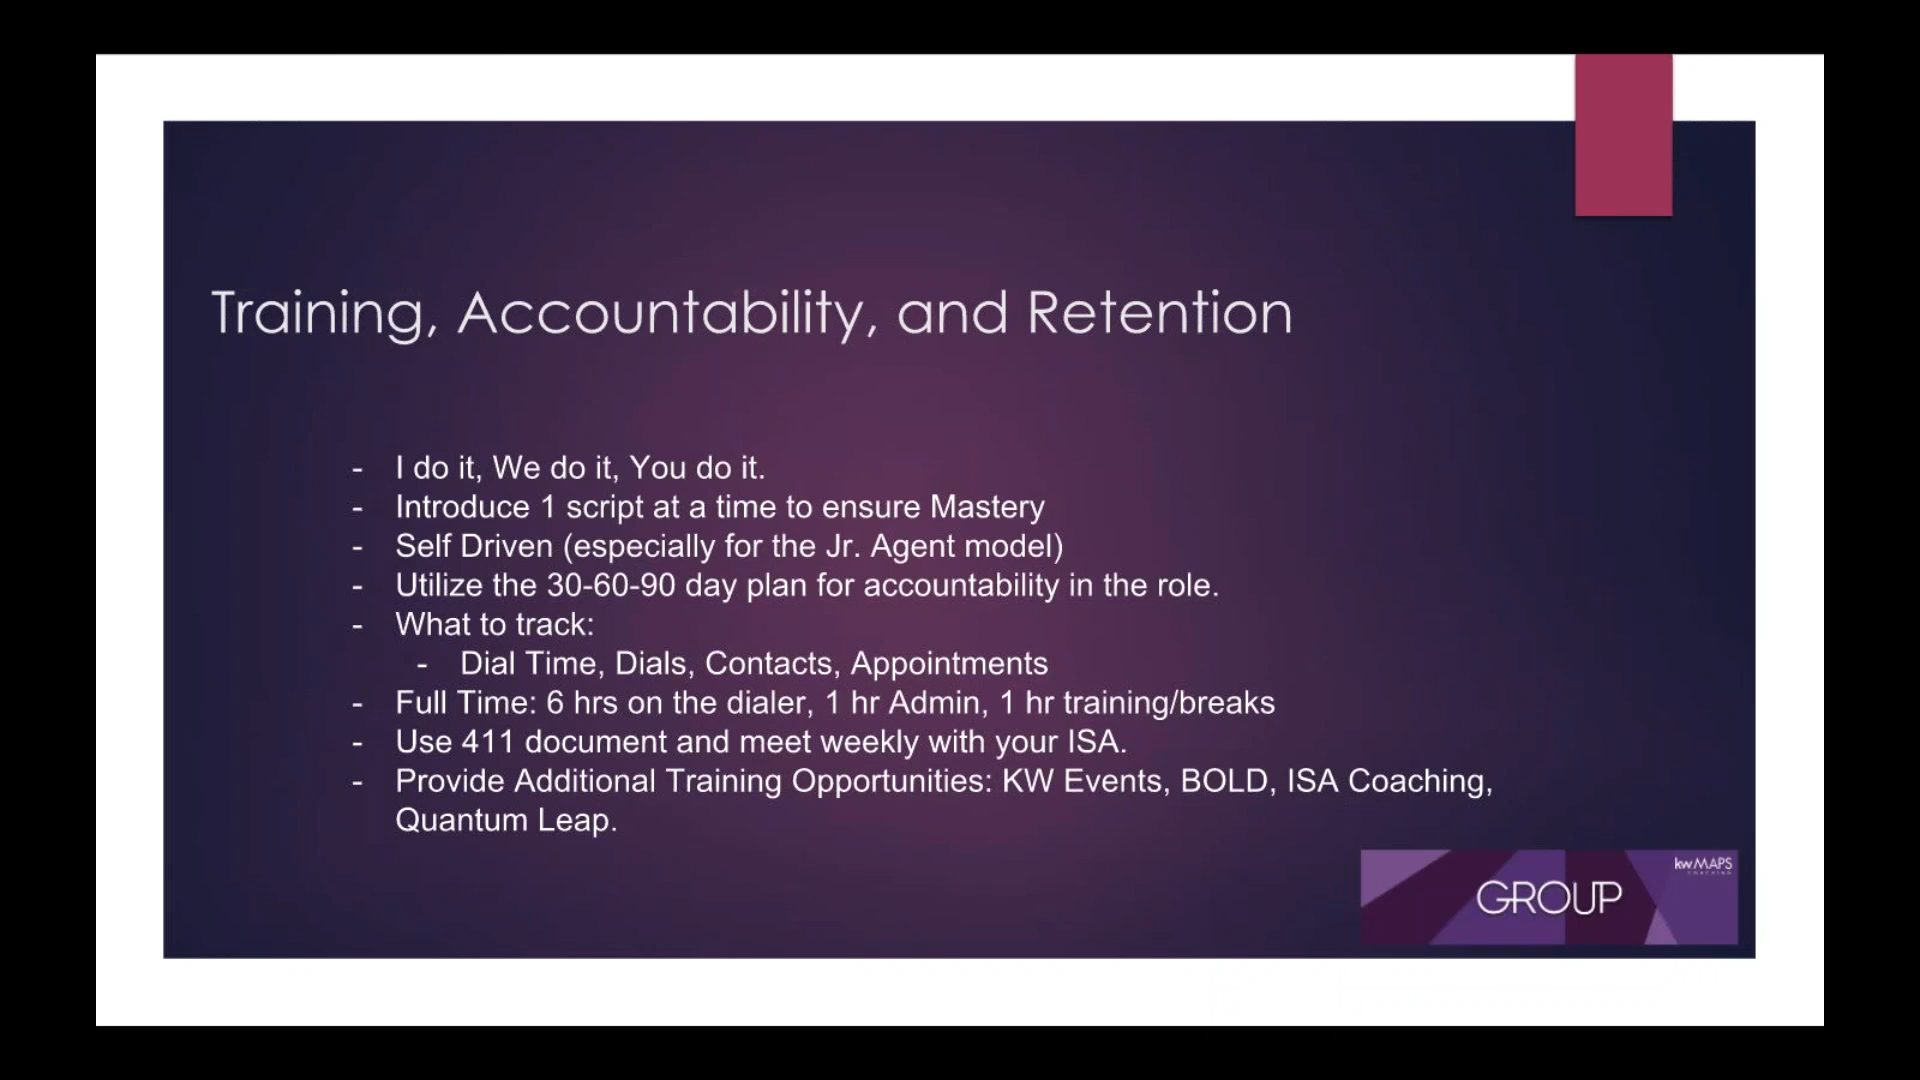 Training, Accountability, and Retention
- I do it, We do it, You do it.
- Introduce 1 script at a time to ensure Mastery
- Self Driven (especially for the Jr. Agent model)
- Utilize the 30-60-90 day plan for accountability in the role.
- What to track:
- Dial Time, Dials, Contacts, Appointments
- Full Time: 6 hrs on the dialer, 1 hr Admin, 1 hr training/breaks
- Use 411 document and meet weekly with your ISA.
- Provide Additional Training Opportunities: KW Events, BOLD, ISA Coaching,
Quantum Leap.
kwMAPS
COACHING
GROUP